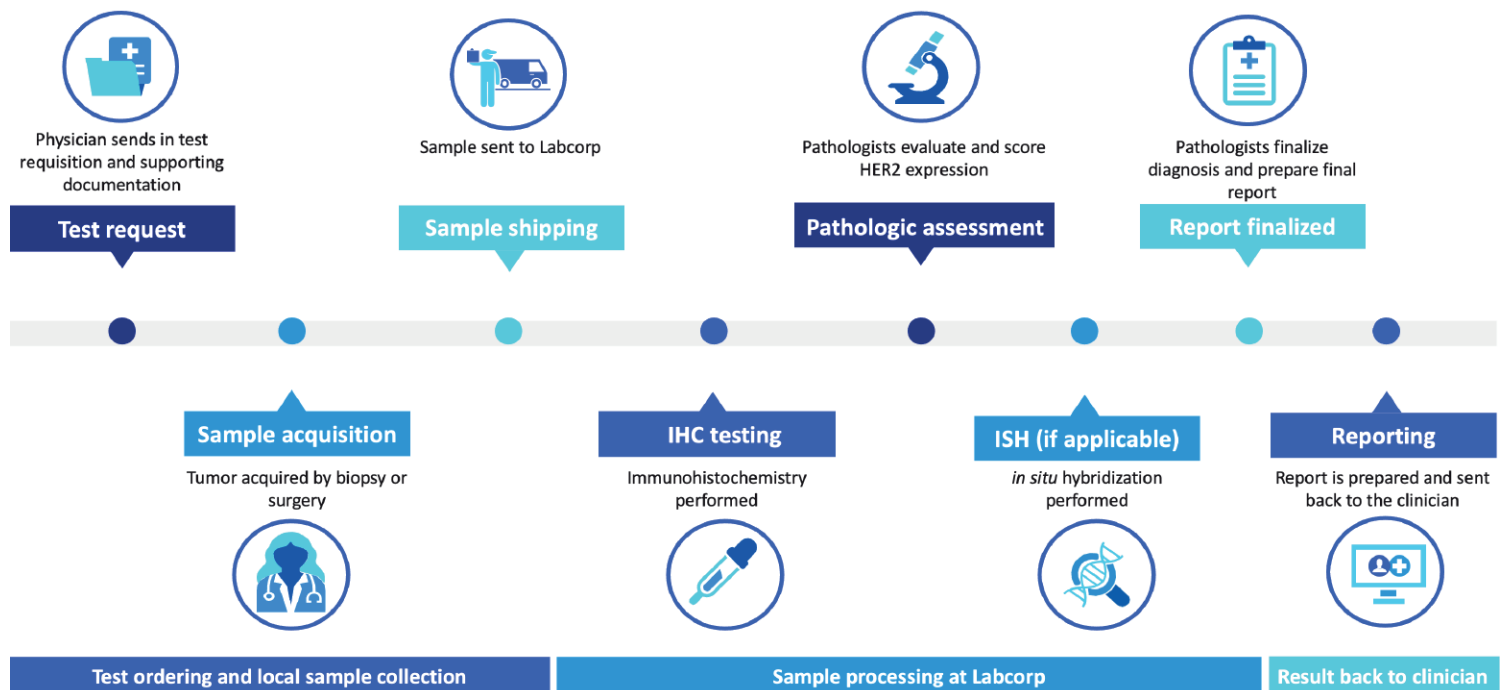 Physician sends in test
requisition and supporting
documentation
Test request
Sample acquisition
Tumor acquired by biopsy or
surgery
Sample sent to Labcorp
Sample shipping
IHC testing
Immunohistochemistry
performed
Pathologists evaluate and score
HER2 expression
Pathologic assessment
ISH (if applicable)
in situ hybridization
performed
Pathologists finalize
diagnosis and prepare final
report
Report finalized
Reporting
Report is prepared and sent
back to the clinician
Test ordering and local sample collection
Sample processing at Labcorp
Result back to clinician